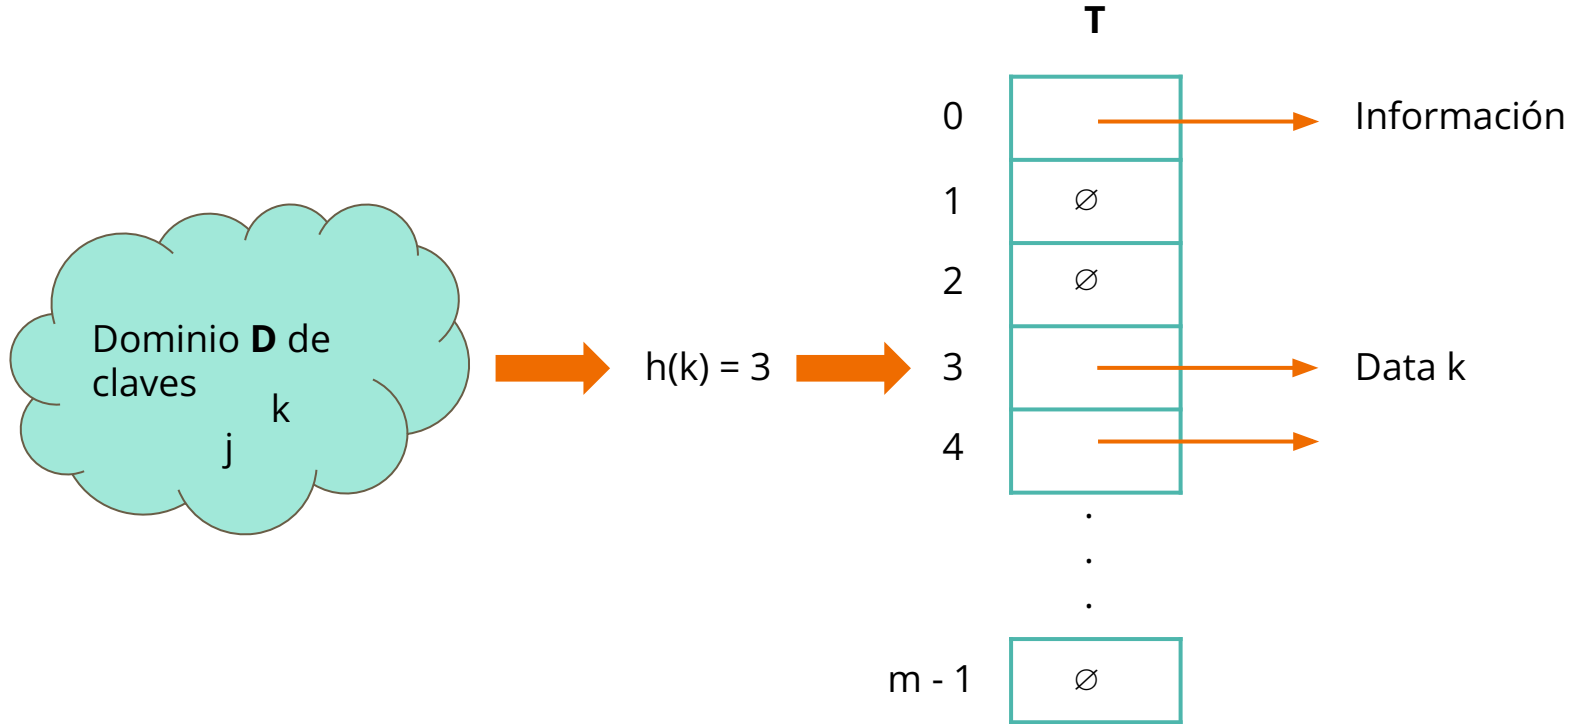 T
0
Información
1
∅
2
∅
Dominio D de
claves
k
j
h(k) = 3
3
Data k
4
.
.
.
m - 1
∅